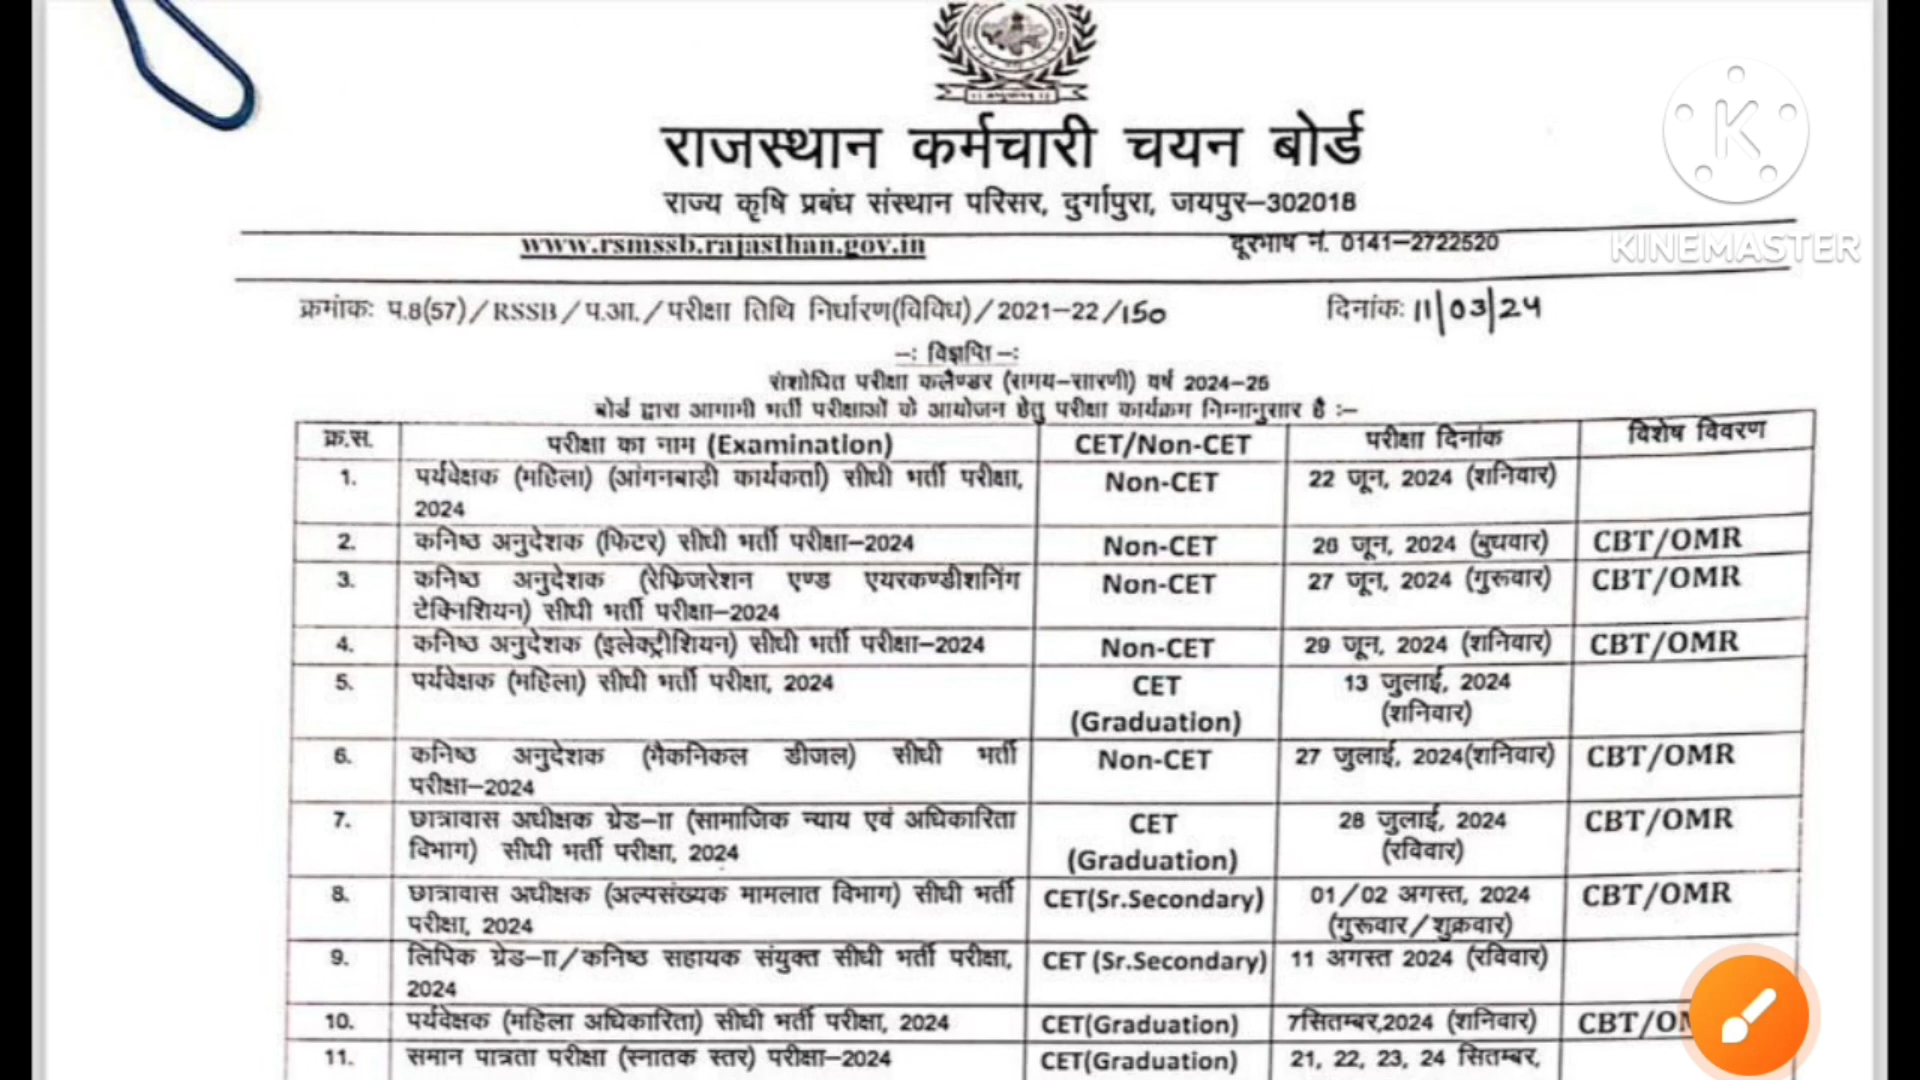 राजस्थान कर्मचारी चयन बोर्ड
राज्य कृषि प्रबंध संस्थान परिसर, दुर्गापुरा, जयपुर–302018
www.rsmssb.rajasthan.gov.in दूरभाष नं. 0141–2722520
KINEMASTER
क्रमांकः प.8(57)/RSSB/प.आ./परीक्षा तिथि निर्धारण(विविध)/2021–22/150 दिनांकः 11/03/24
–: विज्ञप्ति –:
संशोधित परीक्षा कलैण्डर (समय–सारणी) वर्ष 2024–25
बोर्ड द्वारा आगामी भर्ती परीक्षाओं के आयोजन हेतु परीक्षा कार्यक्रम निम्नानुसार है :–
क्र.स. परीक्षा का नाम (Examination) CET/Non-CET परीक्षा दिनांक विशेष विवरण
1. पर्यवेक्षक (महिला) (आंगनबाड़ी कार्यकर्ता) सीधी भर्ती परीक्षा, Non-CET 22 जून, 2024 (शनिवार)
2024
2. कनिष्ठ अनुदेशक (फिटर) सीधी भर्ती परीक्षा–2024 Non-CET 26 जून, 2024 (बुधवार) CBT/OMR
3. कनिष्ठ अनुदेशक (रेफ्रिजरेशन एण्ड एयरकण्डीशनिंग Non-CET 27 जून, 2024 (गुरूवार) CBT/OMR
टेक्निशियन) सीधी भर्ती परीक्षा–2024
4. कनिष्ठ अनुदेशक (इलेक्ट्रीशियन) सीधी भर्ती परीक्षा–2024 Non-CET 29 जून, 2024 (शनिवार) CBT/OMR
5. पर्यवेक्षक (महिला) सीधी भर्ती परीक्षा, 2024 CET 13 जुलाई, 2024
(Graduation) (शनिवार)
6. कनिष्ठ अनुदेशक (मैकनिकल डीजल) सीधी भर्ती Non-CET 27 जुलाई, 2024(शनिवार) CBT/OMR
परीक्षा–2024
7. छात्रावास अधीक्षक ग्रेड–II (सामाजिक न्याय एवं अधिकारिता CET 28 जुलाई, 2024 CBT/OMR
विभाग) सीधी भर्ती परीक्षा, 2024 (Graduation) (रविवार)
8. छात्रावास अधीक्षक (अल्पसंख्यक मामलात विभाग) सीधी भर्ती CET(Sr.Secondary) 01/02 अगस्त, 2024 CBT/OMR
परीक्षा, 2024 (गुरूवार/शुक्रवार)
9. लिपिक ग्रेड–II/कनिष्ठ सहायक संयुक्त सीधी भर्ती परीक्षा, CET (Sr.Secondary) 11 अगस्त 2024 (रविवार)
2024
10. पर्यवेक्षक (महिला अधिकारिता) सीधी भर्ती परीक्षा, 2024 CET(Graduation) 7सितम्बर,2024 (शनिवार)
11. समान पात्रता परीक्षा (स्नातक स्तर) परीक्षा–2024 CET(Graduation) 21, 22, 23, 24 सितम्बर,